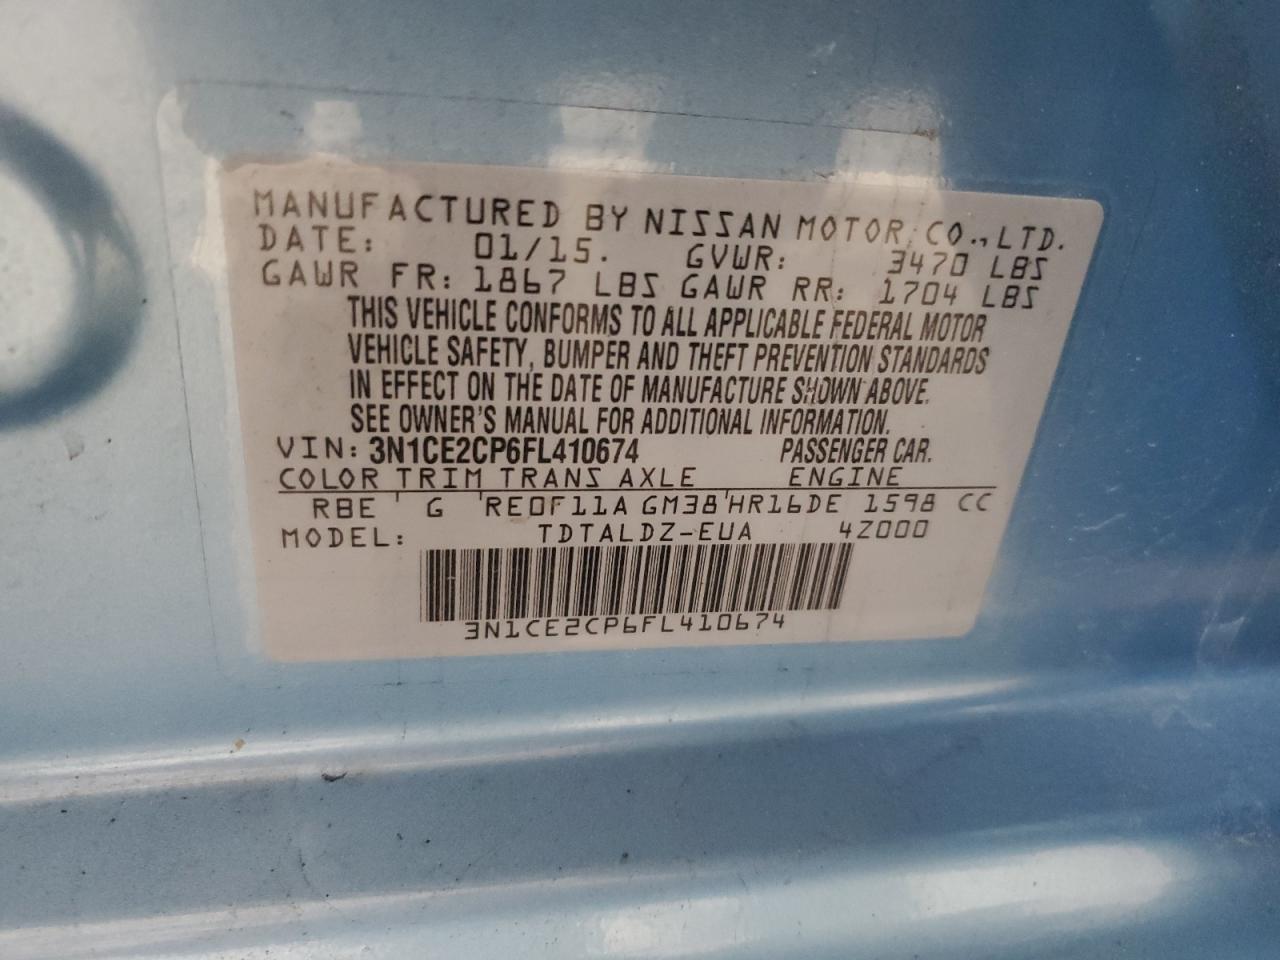 MANUFACTURED BY NISSAN MOTOR CO., LTD.
DATE: 01/15. GVWR: 3470 LBS
GAWR FR: 1867 LBS GAWR RR: 1704 LBS
THIS VEHICLE CONFORMS TO ALL APPLICABLE FEDERAL MOTOR
VEHICLE SAFETY, BUMPER AND THEFT PREVENTION STANDARDS
IN EFFECT ON THE DATE OF MANUFACTURE SHOWN ABOVE.
SEE OWNER'S MANUAL FOR ADDITIONAL INFORMATION.
VIN: 3N1CE2CP6FL410674 PASSENGER CAR.
COLOR TRIM TRANS AXLE ENGINE
RBE ' G 'RE0F11A GM38'HR16DE 1598 CC
MODEL: TDTALDZ-EUA 4Z000
3N1CE2CP6FL410674